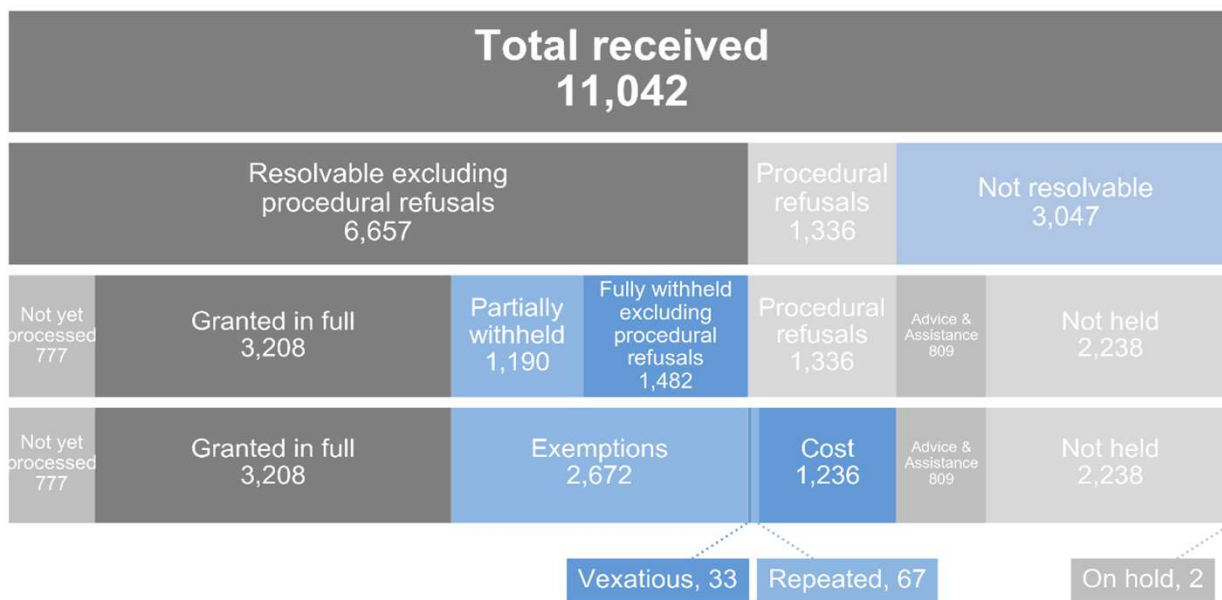 Total received
11,042
Resolvable excluding
procedural refusals
6,657
Procedural
refusals
1,336
Not resolvable
3,047
Not yet
processed
777
Granted in full
3,208
Partially
withheld
1,190
Fully withheld
excluding
procedural
refusals
1,482
Procedural
refusals
1,336
Advice &
Assistance
809
Not held
2,238
Not yet
processed
777
Granted in full
3,208
Exemptions
2,672
Cost
1,236
Advice &
Assistance
809
Not held
2,238
Vexatious, 33
Repeated, 67
On hold, 2